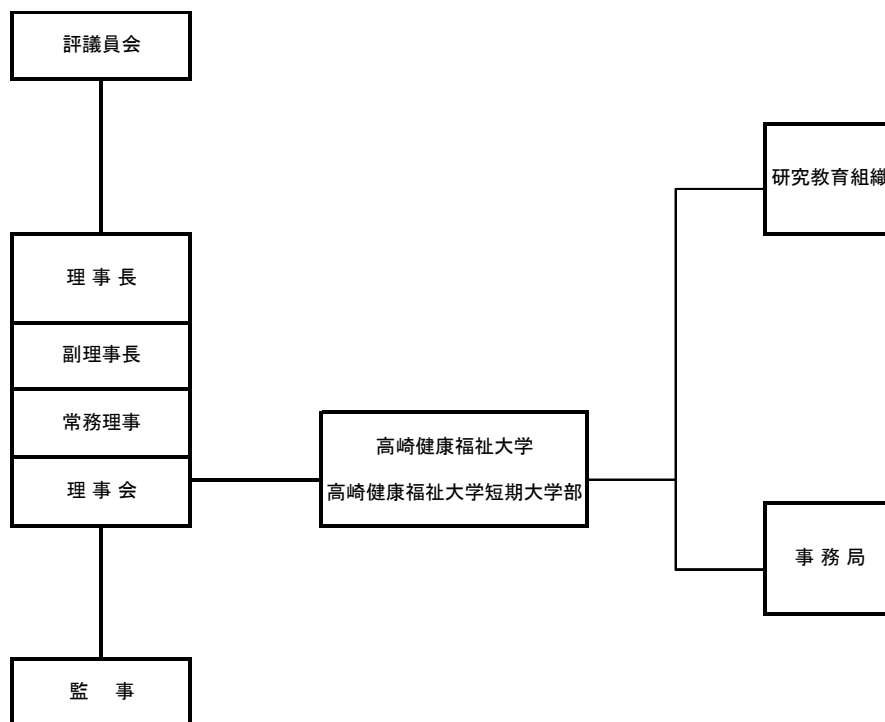 評議員会
理 事 長
副理事長
常務理事
理 事 会
監 事
高崎健康福祉大学
高崎健康福祉大学短期大学部
研究教育組織
事 務 局